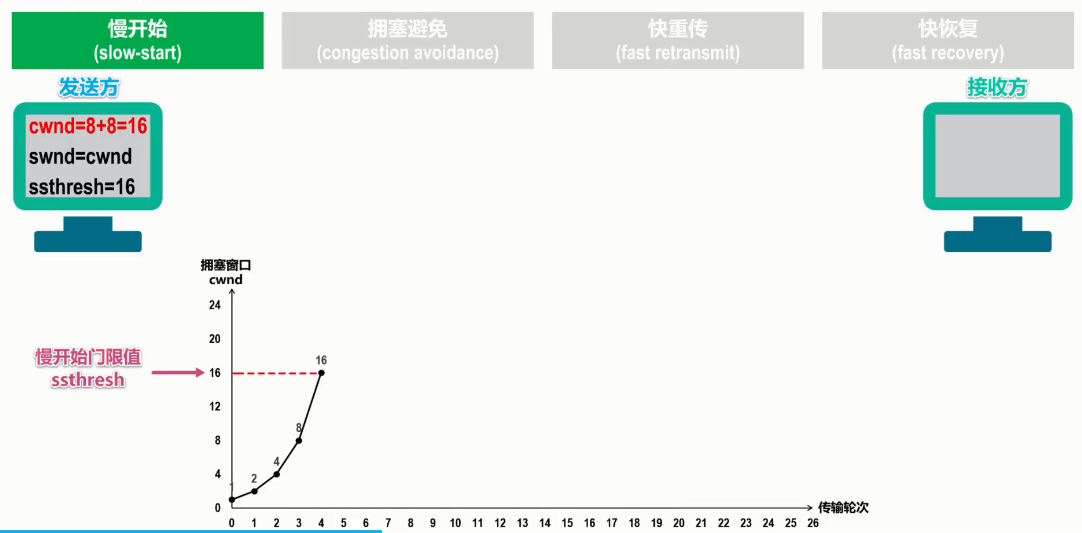 慢开始
(slow-start)
拥塞避免
(congestion avoidance)
快重传
(fast retransmit)
快恢复
(fast recovery)
发送方
接收方
cwnd=8+8=16
swnd=cwnd
ssthresh=16
拥塞窗口
cwnd
24
20
慢开始门限值
ssthresh
16
16
12
8
8
4
4
2
1
0
传输轮次
0 1 2 3 4 5 6 7 8 9 10 11 12 13 14 15 16 17 18 19 20 21 22 23 24 25 26